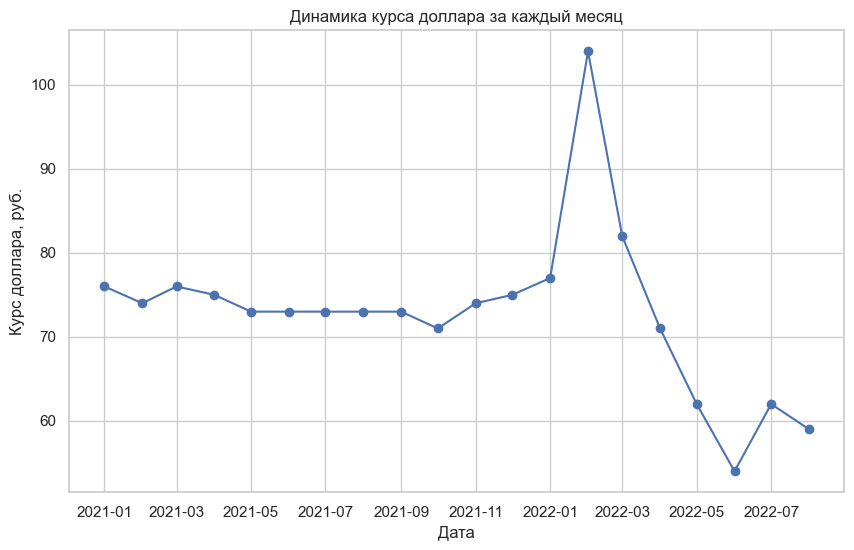 Динамика курса доллара за каждый месяц
Курс доллара, руб.
100
90
80
70
60
2021-01 2021-03 2021-05 2021-07 2021-09 2021-11 2022-01 2022-03 2022-05 2022-07
Дата